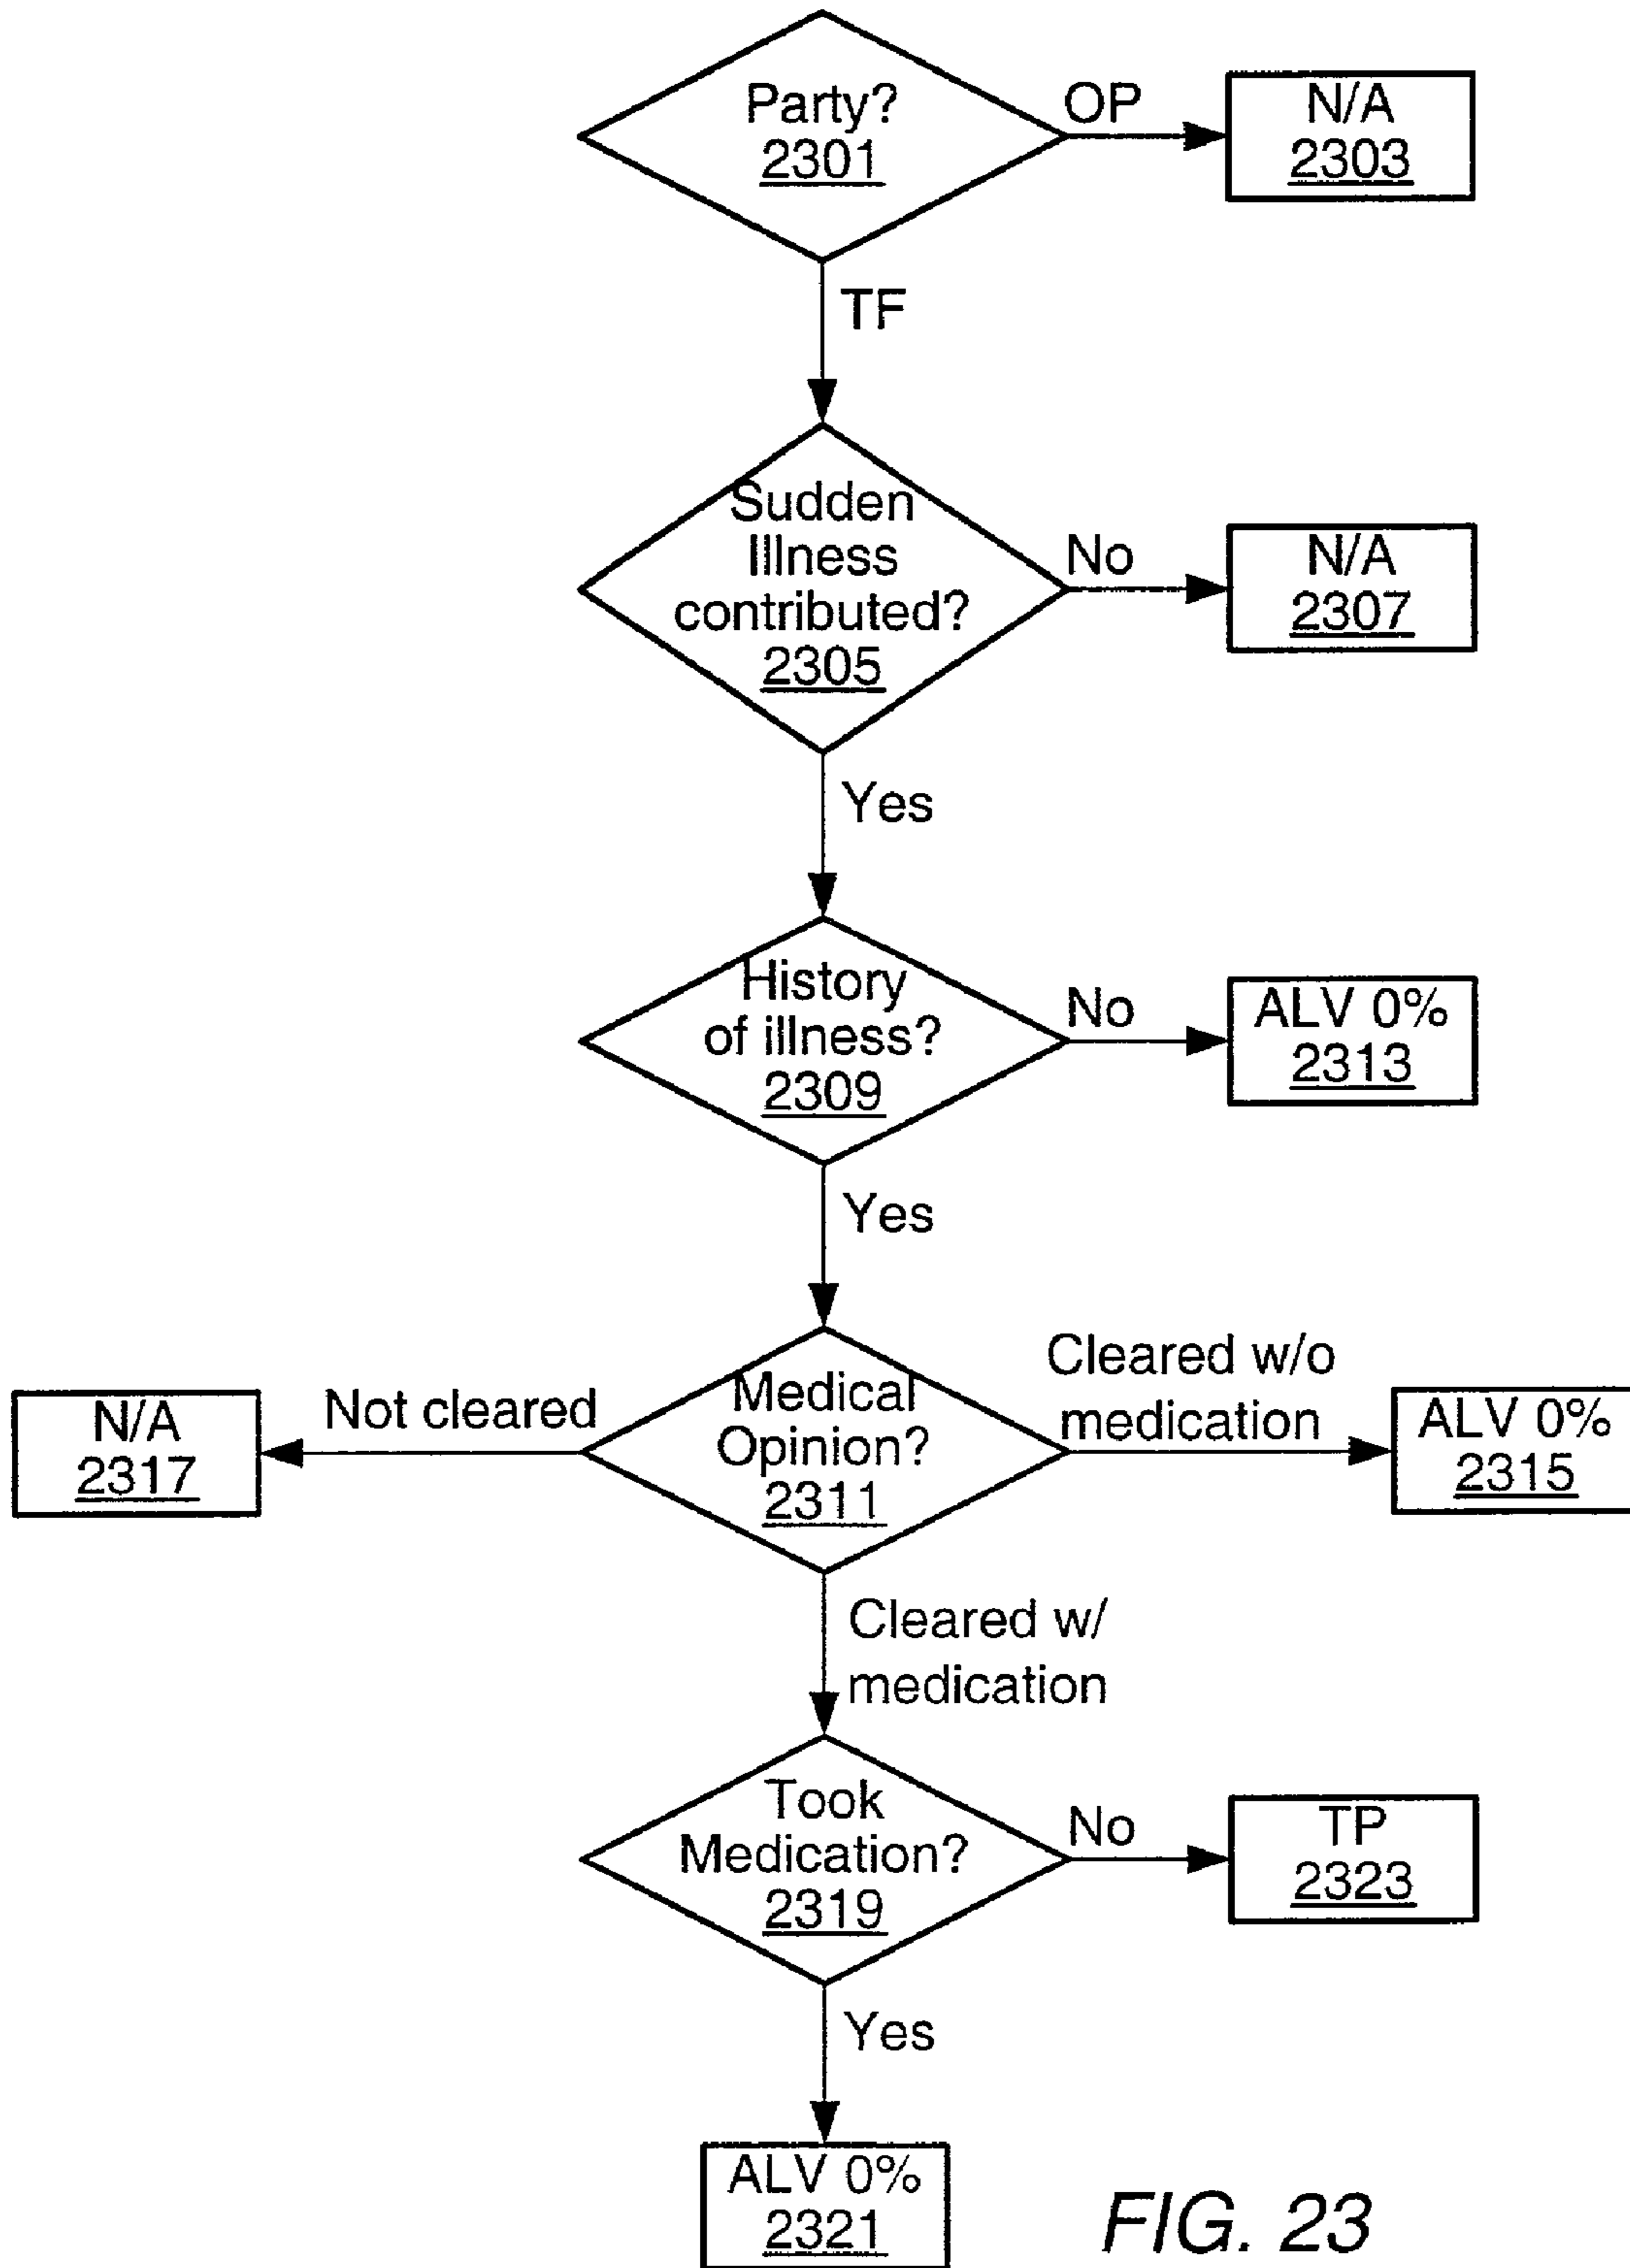 Party?
2301
OP
N/A
2303
TF
Sudden
Illness
contributed?
2305
No
N/A
2307
Yes
History
of illness?
2309
No
ALV 0%
2313
Yes
Medical
Opinion?
2311
Not cleared
N/A
2317
Cleared w/o
medication
ALV 0%
2315
Cleared w/
medication
Took
Medication?
2319
No
TP
2323
Yes
ALV 0%
2321
FIG. 23